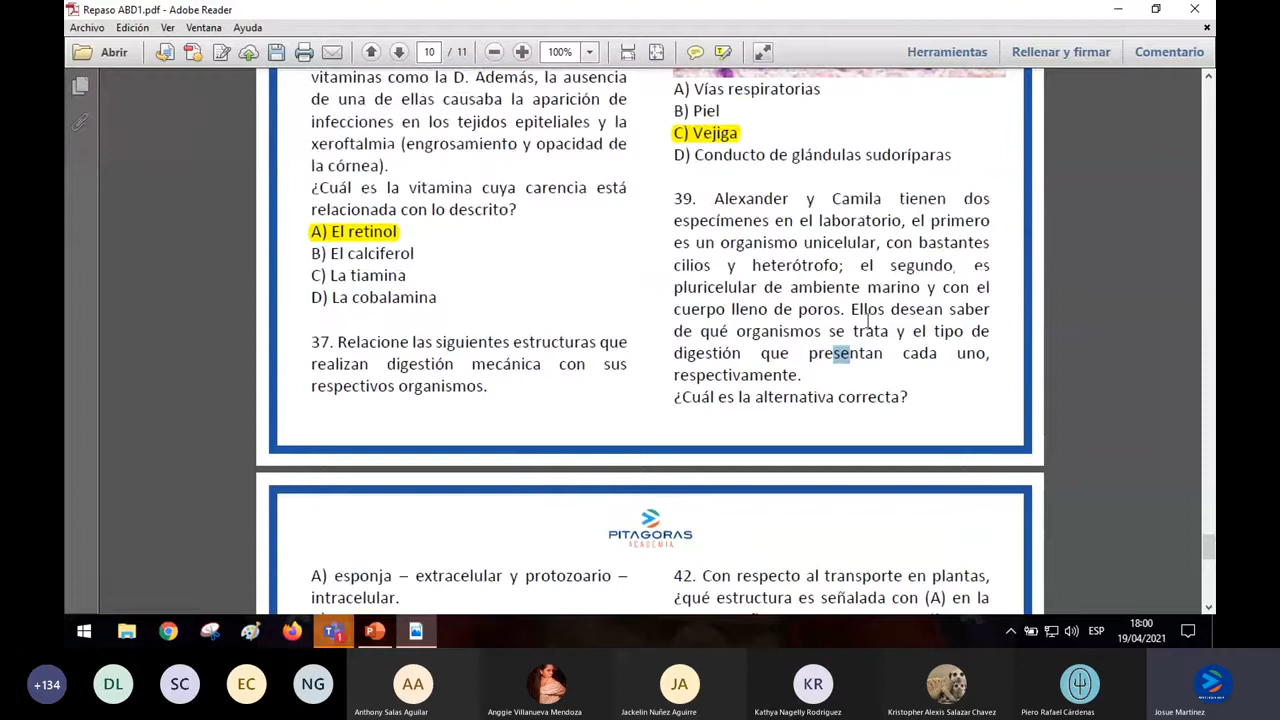 Repaso ABD1.pdf - Adobe Reader
Archivo Edición Ver Ventana Ayuda
Abrir
10 / 11
100%
Herramientas
Rellenar y firmar
Comentario
vitaminas como la D. Además, la ausencia
de una de ellas causaba la aparición de
infecciones en los tejidos epiteliales y la
xeroftalmia (engrosamiento y opacidad de
la córnea).
¿Cuál es la vitamina cuya carencia está
relacionada con lo descrito?
A) El retinol
B) El calciferol
C) La tiamina
D) La cobalamina
37. Relacione las siguientes estructuras que
realizan digestión mecánica con sus
respectivos organismos.
A) Vías respiratorias
B) Piel
C) Vejiga
D) Conducto de glándulas sudoríparas
39. Alexander y Camila tienen dos
especímenes en el laboratorio, el primero
es un organismo unicelular, con bastantes
cilios y heterótrofo; el segundo, es
pluricelular de ambiente marino y con el
cuerpo lleno de poros. Ellos desean saber
de qué organismos se trata y el tipo de
digestión que presentan cada uno,
respectivamente.
¿Cuál es la alternativa correcta?
PITAGORAS
ACADEMIA
A) esponja – extracelular y protozoario –
intracelular.
42. Con respecto al transporte en plantas,
¿qué estructura es señalada con (A) en la
1
ESP
18:00
19/04/2021
+134
DL
SC
EC
NG
AA
JA
KR
Anthony Salas Aguilar
Anggie Villanueva Mendoza
Jackelin Nuñez Aguirre
Kathya Nagelly Rodriguez
Kristopher Alexis Salazar Chavez
Piero Rafael Cárdenas
Josue Martinez